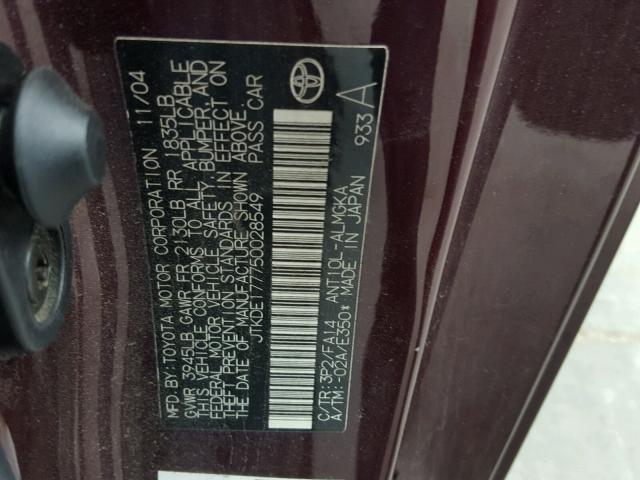 MFD.BY:TOYOTA MOTOR CORPORATION 11/04
GVWR 3945LB GAWR FR 2130LB RR 1835LB
THIS VEHICLE CONFORMS TO ALL APPLICABLE
FEDERAL MOTOR VEHICLE SAFETY, BUMPER, AND
THEFT PREVENTION STANDARDS IN EFFECT ON
THE DATE OF MANUFACTURE SHOWN ABOVE.
JTKDE177750028549 PASS.CAR
C/TR:3P2/FA14 ANT10L-ALMGKA
A/TM:-02A/E350* MADE IN JAPAN
933 A